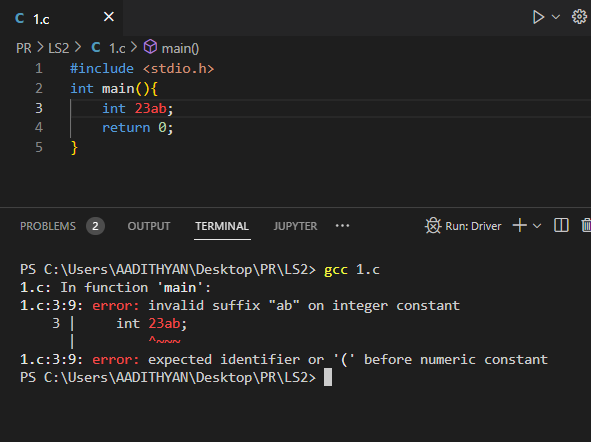 C 1.c ×
PR > LS2 > C 1.c > main()
1 #include <stdio.h>
2 int main(){
3     int 23ab;
4     return 0;
5 }
PROBLEMS 2 OUTPUT TERMINAL JUPYTER ··· Run: Driver
PS C:\Users\AADITHYAN\Desktop\PR\LS2> gcc 1.c
1.c: In function 'main':
1.c:3:9: error: invalid suffix "ab" on integer constant
    3 |     int 23ab;
      |         ^~~~
1.c:3:9: error: expected identifier or '(' before numeric constant
PS C:\Users\AADITHYAN\Desktop\PR\LS2>